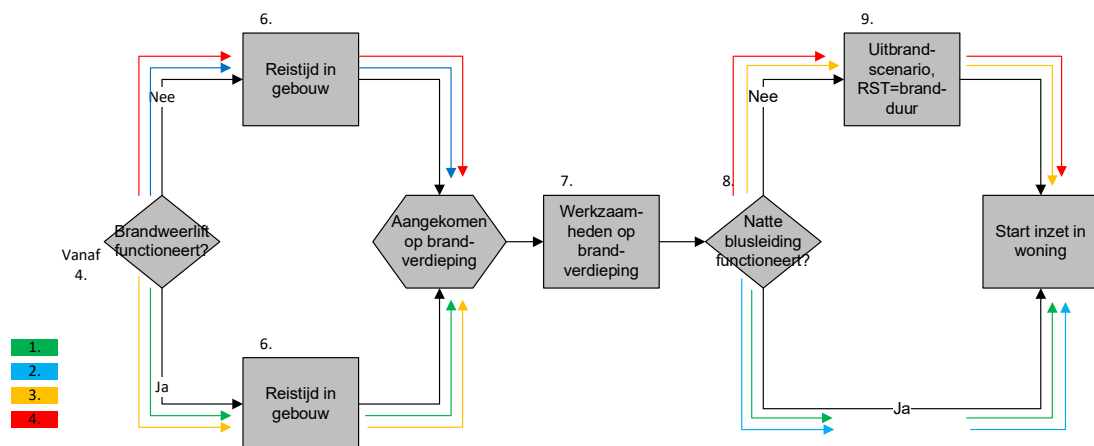 6.
Reistijd in
gebouw
Nee
Brandweerlift
functioneert?
Vanaf
4.
Ja
6.
Reistijd in
gebouw
Aangekomen
op brand-
verdieping
7.
Werkzaam-
heden op
brand-
verdieping
8.
Natte
blusleiding
functioneert?
Nee
9.
Uitbrand-
scenario,
RST=brand-
duur
Ja
Start inzet in
woning
1.
2.
3.
4.